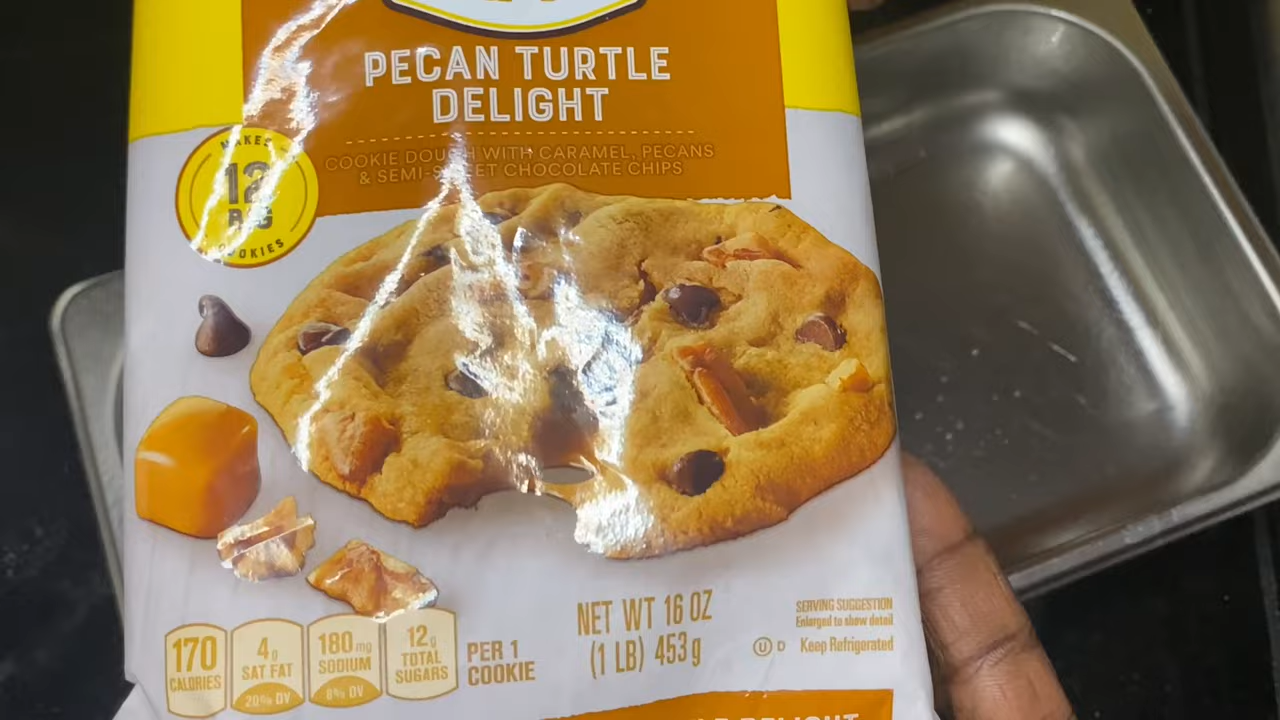 PECAN TURTLE
DELIGHT
COOKIE DOUGH WITH CARAMEL, PECANS
& SEMI-SWEET CHOCOLATE CHIPS
MAKES
12
BIG
COOKIES
170
CALORIES
4g
SAT FAT
20% DV
180mg
SODIUM
8% DV
12g
TOTAL
SUGARS
PER 1
COOKIE
NET WT 16 OZ
(1 LB) 453g
SERVING SUGGESTION
Enlarged to show detail
U D Keep Refrigerated
DELIGHT